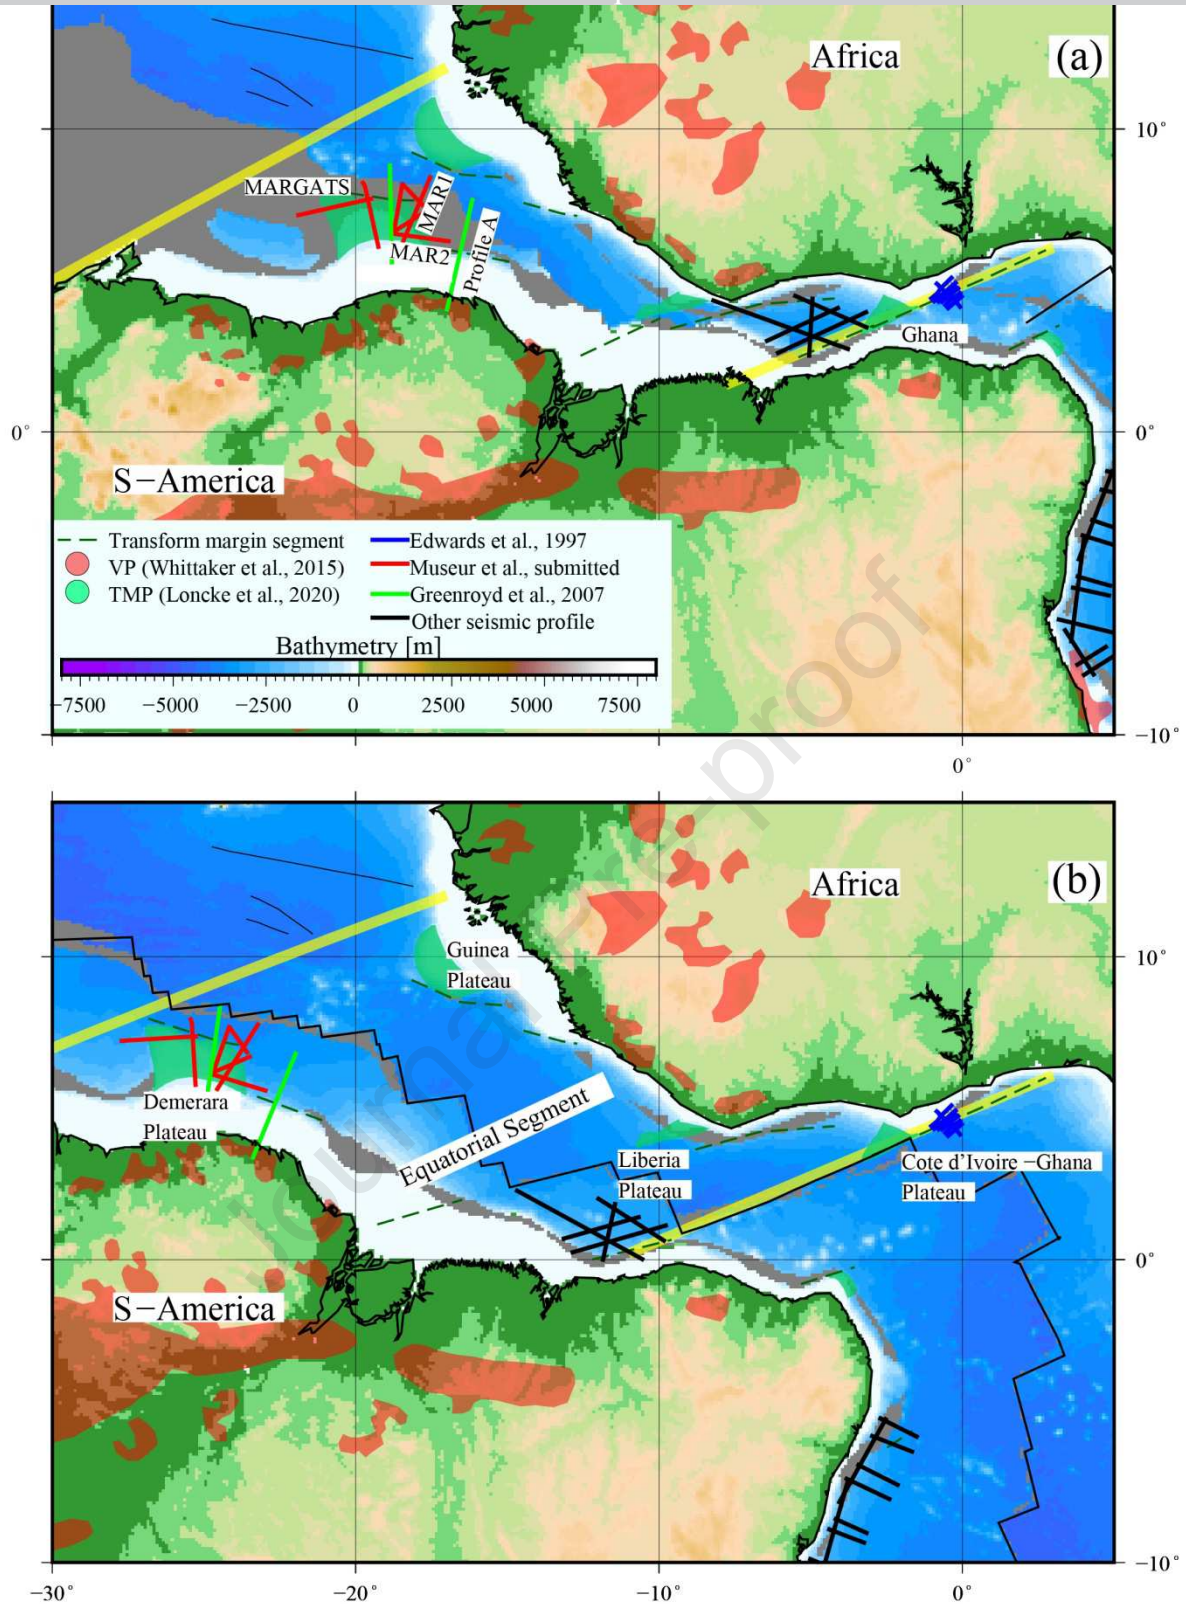 Africa
(a)
10°
MARGATS
MAR1
MAR2
Profile A
Ghana
0°
0°
S−America
Transform margin segment
VP (Whittaker et al., 2015)
TMP (Loncke et al., 2020)
Edwards et al., 1997
Museur et al., submitted
Greenroyd et al., 2007
Other seismic profile
Bathymetry [m]
−7500 −5000 −2500 0 2500 5000 7500
−10°
0°
Journal Pre-proof
Africa
(b)
Guinea
Plateau
10°
Demerara
Plateau
Equatorial Segment
Liberia
Plateau
Cote d'Ivoire −Ghana
Plateau
0°
S−America
−10°
−30° −20° −10° 0°